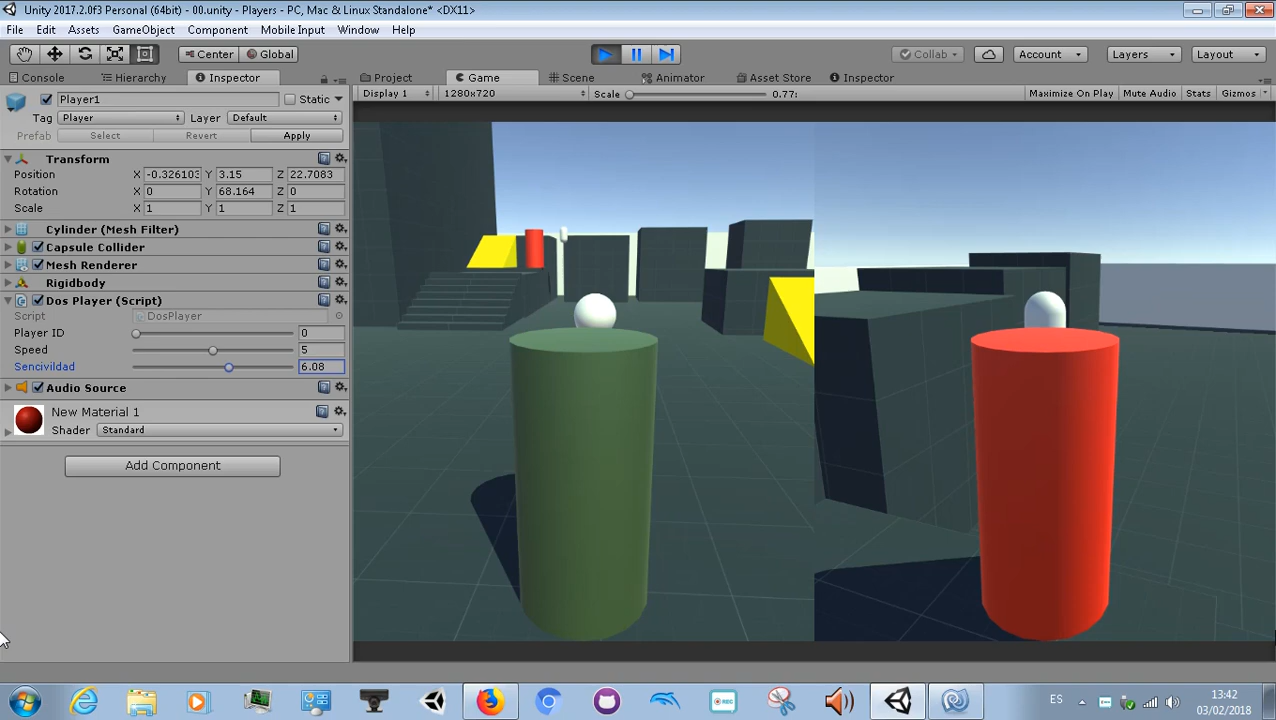 Unity 2017.2.0f3 Personal (64bit) - 00.unity - Players - PC, Mac & Linux Standalone* <DX11>
File Edit Assets GameObject Component Mobile Input Window Help
Center Global Collab Account Layers Layout
Console Hierarchy Inspector Project Game Scene Animator Asset Store Inspector
Display 1 1280x720 Scale 0.77: Maximize On Play Mute Audio Stats Gizmos
Player1 Static
Tag Player Layer Default
Prefab Select Revert Apply
Transform
Position X -0.326103 Y 3.15 Z 22.7083
Rotation X 0 Y 68.164 Z 0
Scale X 1 Y 1 Z 1
Cylinder (Mesh Filter)
Capsule Collider
Mesh Renderer
Rigidbody
Dos Player (Script)
Script DosPlayer
Player ID 0
Speed 5
Sencivildad 6.08
Audio Source
New Material 1
Shader Standard
Add Component
REC ES 13:42
03/02/2018